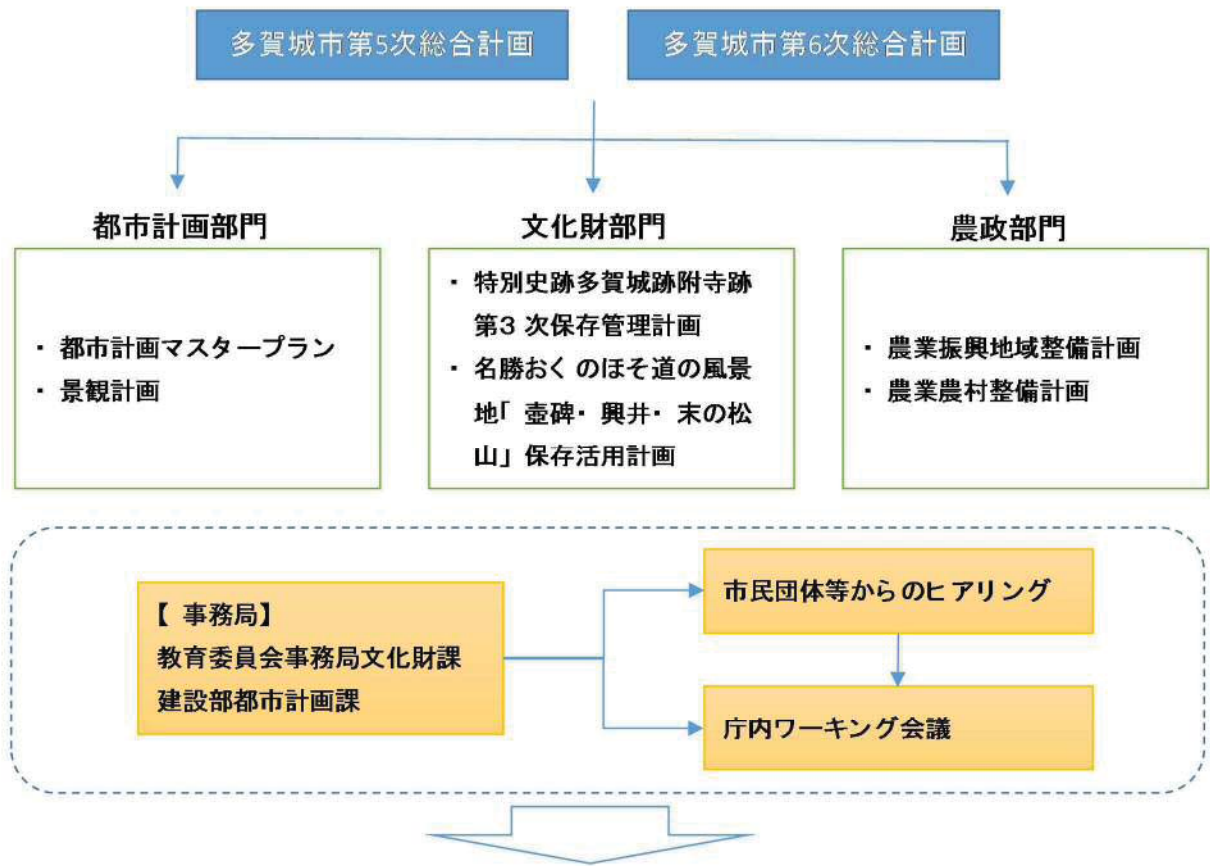 多賀城市第5次総合計画
多賀城市第6次総合計画
都市計画部門
・ 都市計画マスタープラン
・ 景観計画
文化財部門
・ 特別史跡多賀城跡附寺跡
第3 次保存管理計画
・ 名勝おく のほそ道の風景
地「 壺碑・ 興井・ 末の松
山」 保存活用計画
農政部門
・ 農業振興地域整備計画
・ 農業農村整備計画
【 事務局】
教育委員会事務局文化財課
建設部都市計画課
市民団体等からのヒアリング
庁内ワーキング会議